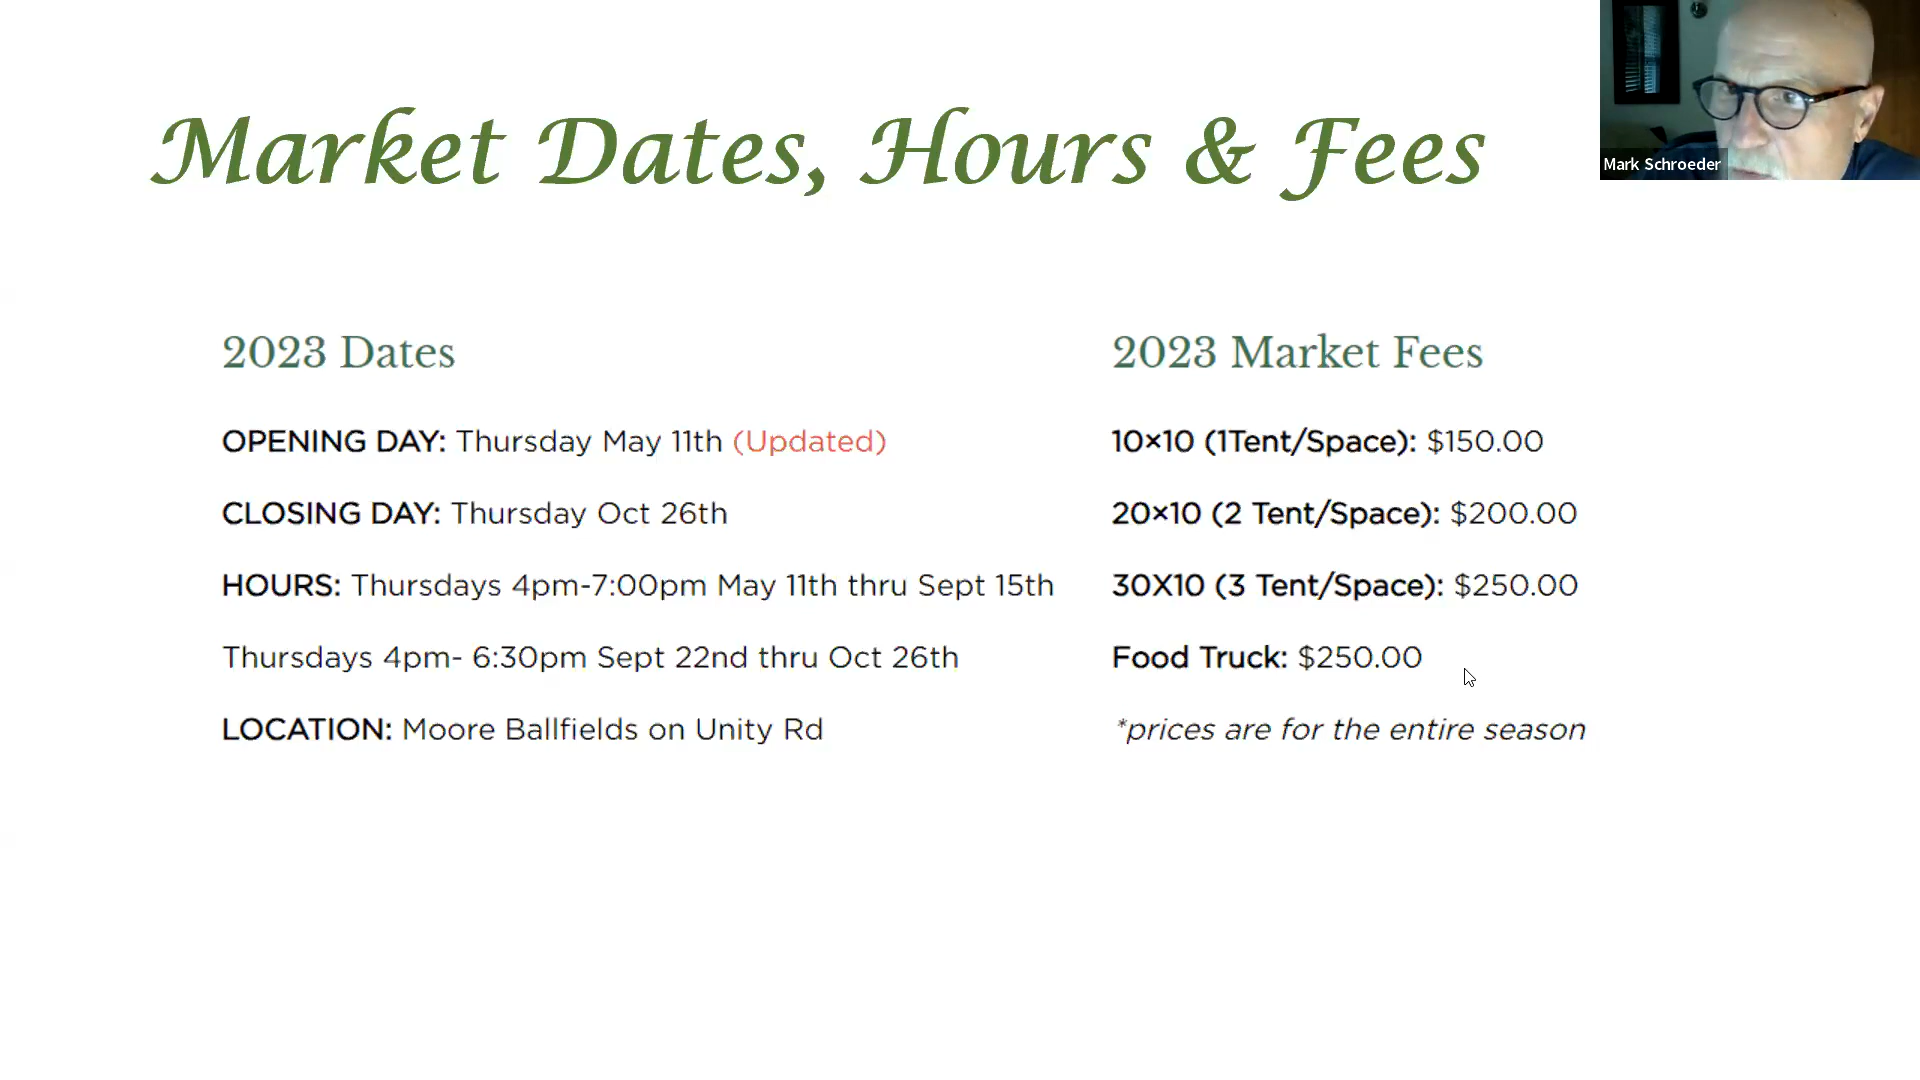 Market Dates, Hours & Fees
Mark Schroeder
2023 Dates
OPENING DAY: Thursday May 11th (Updated)
CLOSING DAY: Thursday Oct 26th
HOURS: Thursdays 4pm-7:00pm May 11th thru Sept 15th
Thursdays 4pm- 6:30pm Sept 22nd thru Oct 26th
LOCATION: Moore Ballfields on Unity Rd
2023 Market Fees
10×10 (1Tent/Space): $150.00
20×10 (2 Tent/Space): $200.00
30X10 (3 Tent/Space): $250.00
Food Truck: $250.00
*prices are for the entire season